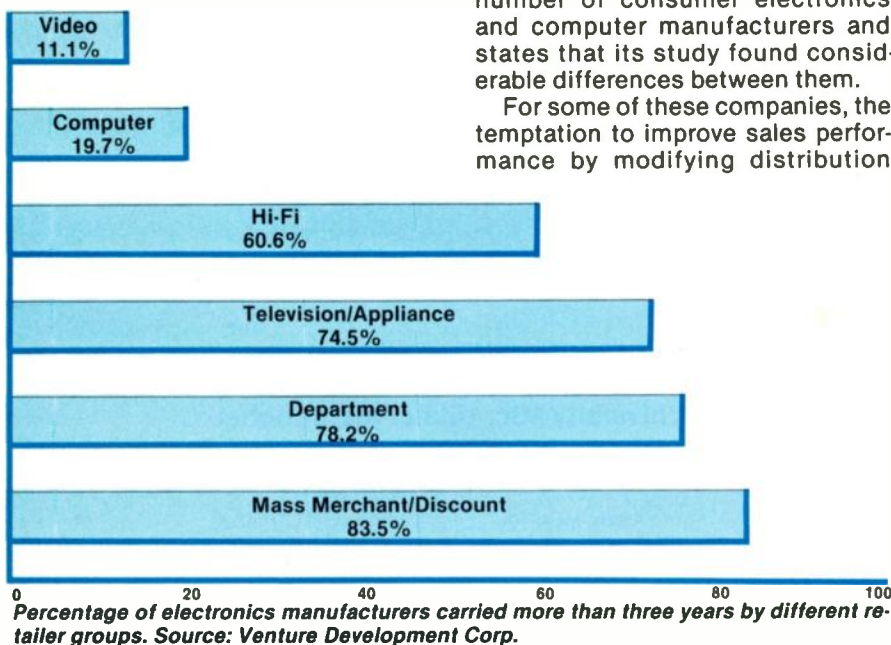 number of consumer electronics
and computer manufacturers and
states that its study found consid-
erable differences between them.
For some of these companies, the
temptation to improve sales perfor-
mance by modifying distribution
Video
11.1%
Computer
19.7%
Hi-Fi
60.6%
Television/Appliance
74.5%
Department
78.2%
Mass Merchant/Discount
83.5%
0 20 40 60 80 100
Percentage of electronics manufacturers carried more than three years by different re-
tailer groups. Source: Venture Development Corp.